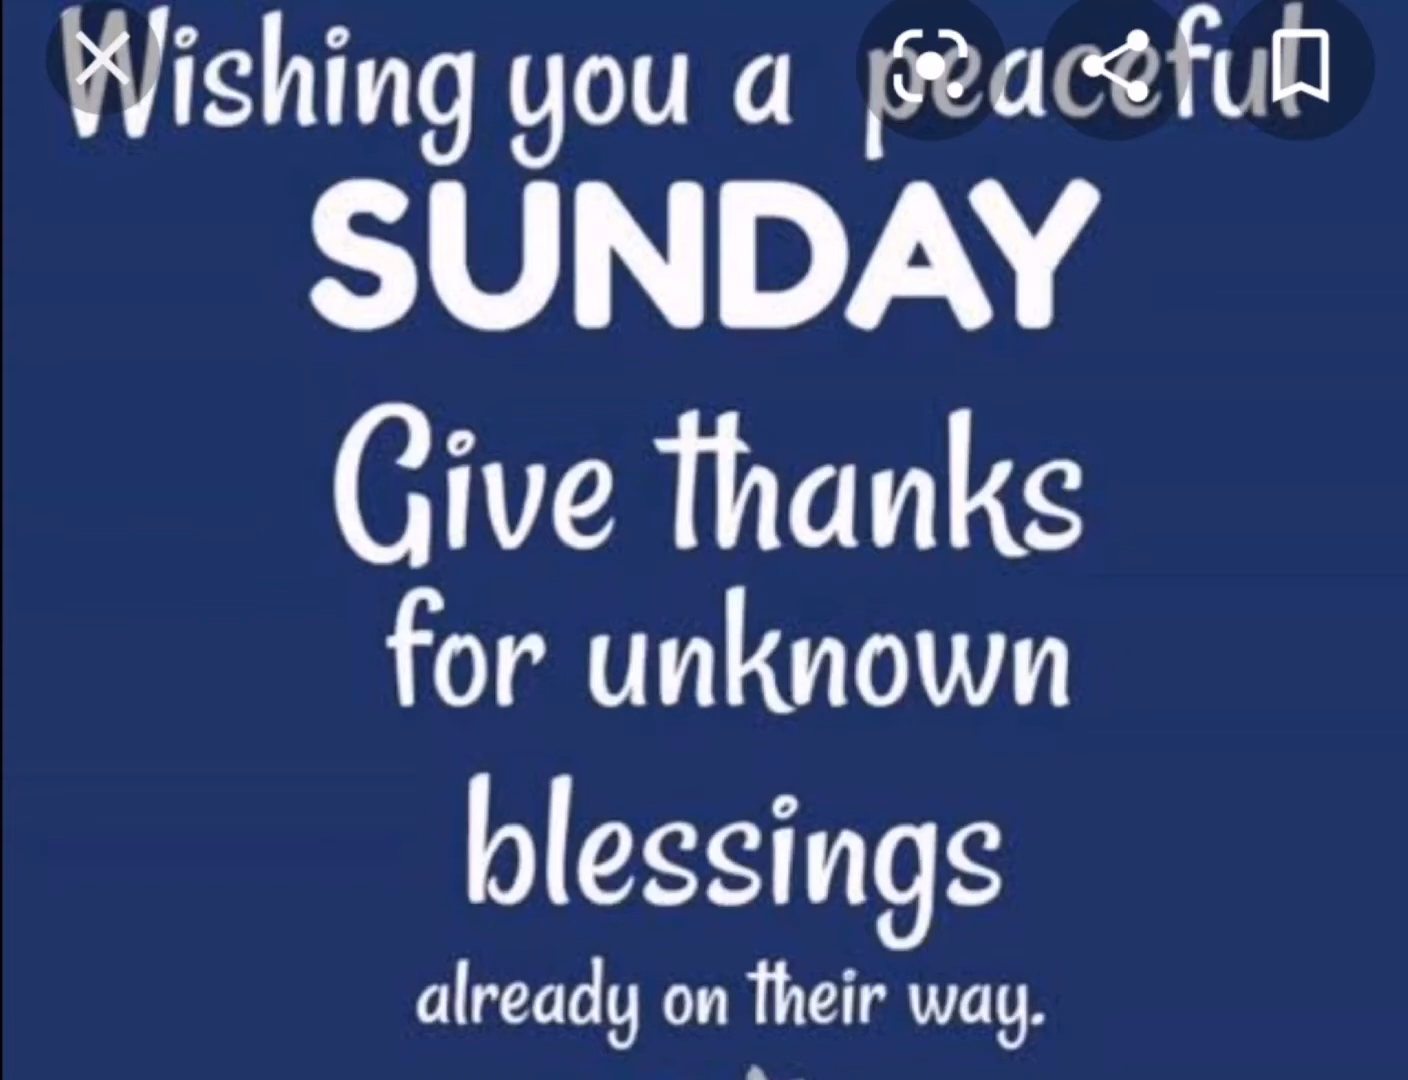 Wishing you a peaceful
SUNDAY
Give thanks
for unknown
blessings
already on their way.